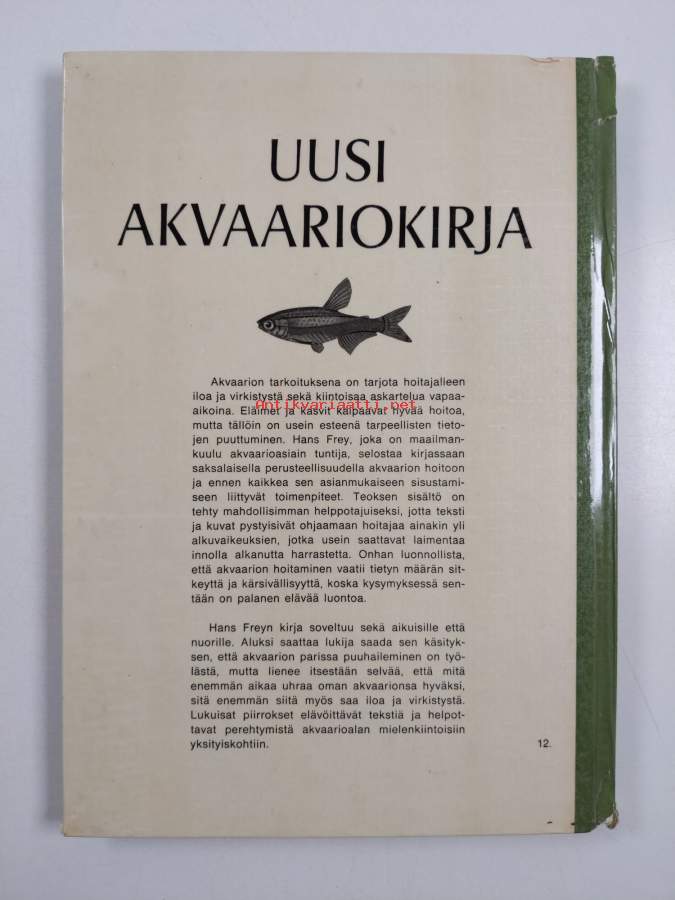 UUSI
AKVAARIOKIRJA
Akvaarion tarkoituksena on tarjota hoitajalleen
iloa ja virkistystä sekä kiintoisaa askartelua vapaa-
Antikvariaatti.net
aikoina. Eläimet ja kasvit kaipaavat hyvää hoitoa,
mutta tällöin on usein esteenä tarpeellisten tieto-
jen puuttuminen. Hans Frey, joka on maailman-
kuulu akvaarioasiain tuntija, selostaa kirjassaan
saksalaisella perusteellisuudella akvaarion hoitoon
ja ennen kaikkea sen asianmukaiseen sisustami-
seen liittyvät toimenpiteet. Teoksen sisältö on
tehty mahdollisimman helppotajuiseksi, jotta teksti
ja kuvat pystyisivät ohjaamaan hoitajaa ainakin yli
alkuvaikeuksien, jotka usein saattavat laimentaa
innolla alkanutta harrastetta. Onhan luonnollista,
että akvaarion hoitaminen vaatii tietyn määrän sit-
keyttä ja kärsivällisyyttä, koska kysymyksessä sen-
tään on palanen elävää luontoa.
Hans Freyn kirja soveltuu sekä aikuisille että
nuorille. Aluksi saattaa lukija saada sen käsityk-
sen, että akvaarion parissa puuhaileminen on työ-
lästä, mutta lienee itsestään selvää, että mitä
enemmän aikaa uhraa oman akvaarionsa hyväksi,
sitä enemmän siitä myös saa iloa ja virkistystä.
Lukuisat piirrokset elävöittävät tekstiä ja helpot-
tavat perehtymistä akvaarioalan mielenkiintoisiin
yksityiskohtiin.
12.